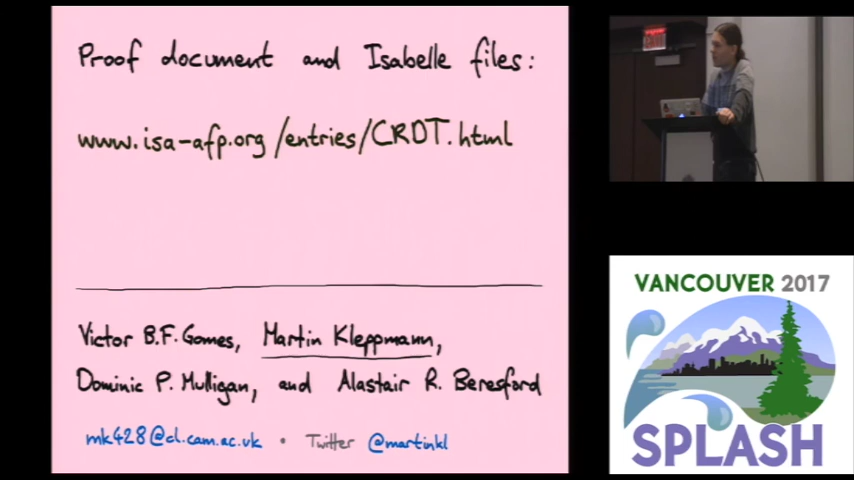 Proof document and Isabelle files:
www.isa-afp.org/entries/CRDT.html
Victor B.F. Gomes, Martin Kleppmann,
Dominic P. Mulligan, and Alastair R. Beresford
mk428@cl.cam.ac.uk • Twitter @martinkl
VANCOUVER 2017
SPLASH